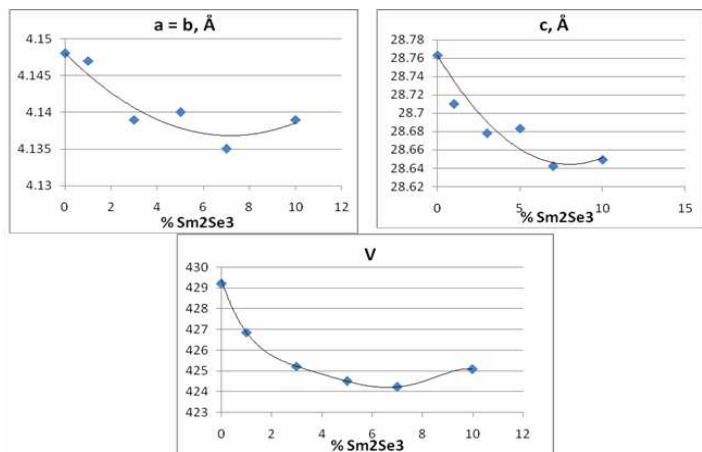 a = b, Å
4.15
4.145
4.14
4.135
4.13
0 2 4 6 8 10 12
% Sm2Se3
c, Å
28.78
28.76
28.74
28.72
28.7
28.68
28.66
28.64
28.62
0 5 10 15
% Sm2Se3
V
430
429
428
427
426
425
424
423
0 2 4 6 8 10 12
% Sm2Se3